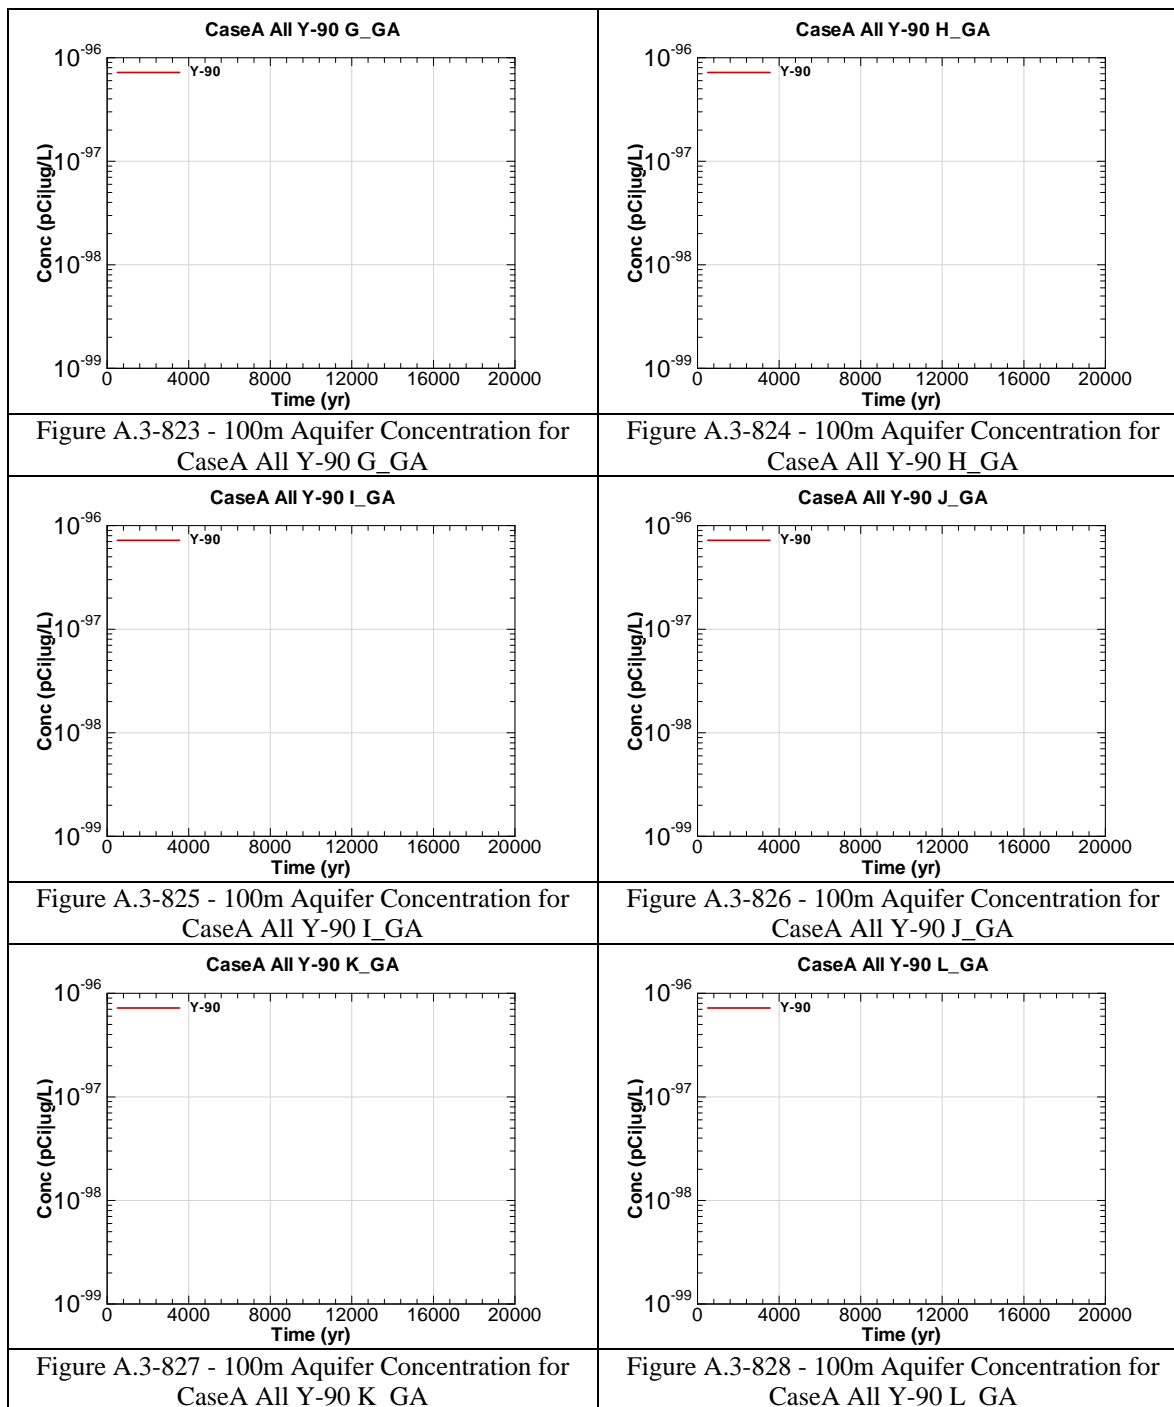 CaseA All Y-90 G_GA
Y-90
10-96
10-97
10-98
10-99
Conc (pCi|ug/L)
0 4000 8000 12000 16000 20000
Time (yr)
Figure A.3-823 - 100m Aquifer Concentration for
CaseA All Y-90 G_GA
CaseA All Y-90 H_GA
Y-90
10-96
10-97
10-98
10-99
Conc (pCi|ug/L)
0 4000 8000 12000 16000 20000
Time (yr)
Figure A.3-824 - 100m Aquifer Concentration for
CaseA All Y-90 H_GA
CaseA All Y-90 I_GA
Y-90
10-96
10-97
10-98
10-99
Conc (pCi|ug/L)
0 4000 8000 12000 16000 20000
Time (yr)
Figure A.3-825 - 100m Aquifer Concentration for
CaseA All Y-90 I_GA
CaseA All Y-90 J_GA
Y-90
10-96
10-97
10-98
10-99
Conc (pCi|ug/L)
0 4000 8000 12000 16000 20000
Time (yr)
Figure A.3-826 - 100m Aquifer Concentration for
CaseA All Y-90 J_GA
CaseA All Y-90 K_GA
Y-90
10-96
10-97
10-98
10-99
Conc (pCi|ug/L)
0 4000 8000 12000 16000 20000
Time (yr)
Figure A.3-827 - 100m Aquifer Concentration for
CaseA All Y-90 K_GA
CaseA All Y-90 L_GA
Y-90
10-96
10-97
10-98
10-99
Conc (pCi|ug/L)
0 4000 8000 12000 16000 20000
Time (yr)
Figure A.3-828 - 100m Aquifer Concentration for
CaseA All Y-90 L_GA